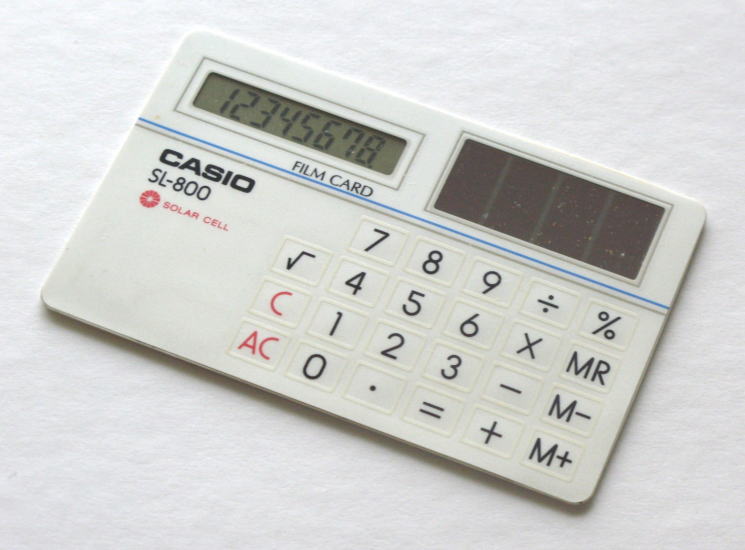 12345678
CASIO
FILM CARD
SL-800
SOLAR CELL
7 8 9 ÷ %
√ 4 5 6 × MR
C 1 2 3 − M−
AC 0 · = + M+